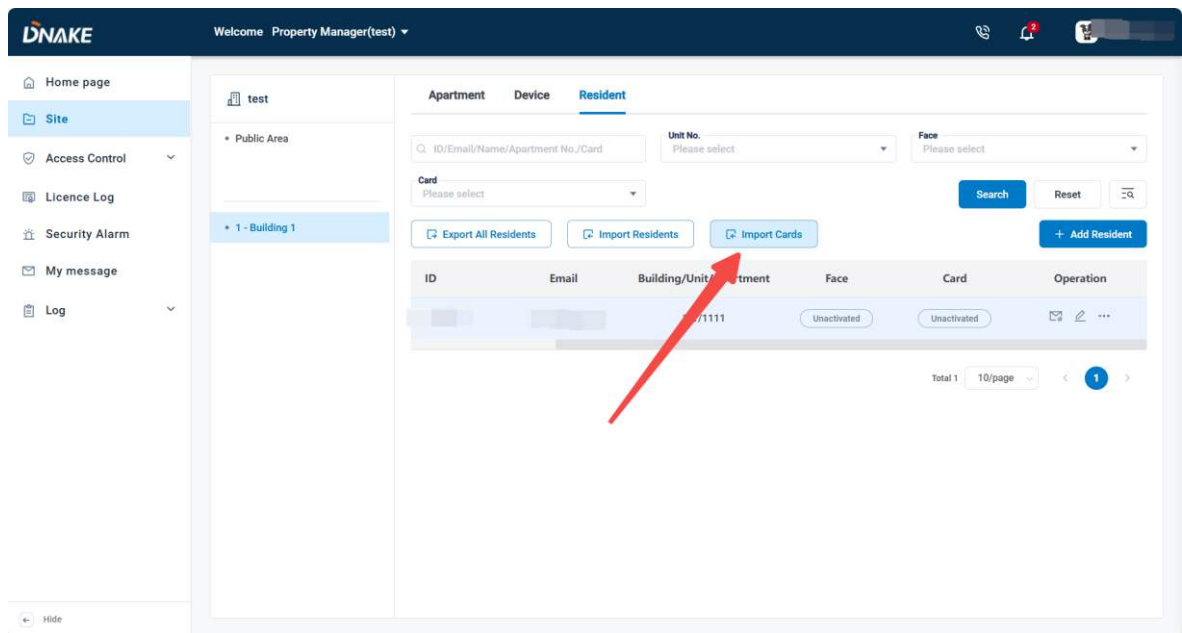 DNAKE
Welcome Property Manager(test)
2
Home page
Site
Access Control
Licence Log
Security Alarm
My message
Log
Hide
test
Public Area
1 - Building 1
Apartment Device Resident
ID/Email/Name/Apartment No./Card
Unit No.
Please select
Face
Please select
Card
Please select
Search Reset
Export All Residents Import Residents Import Cards + Add Resident
ID Email Building/Unit/ Face Card Operation
/1111 Unactivated Unactivated
Total 1 10/page 1